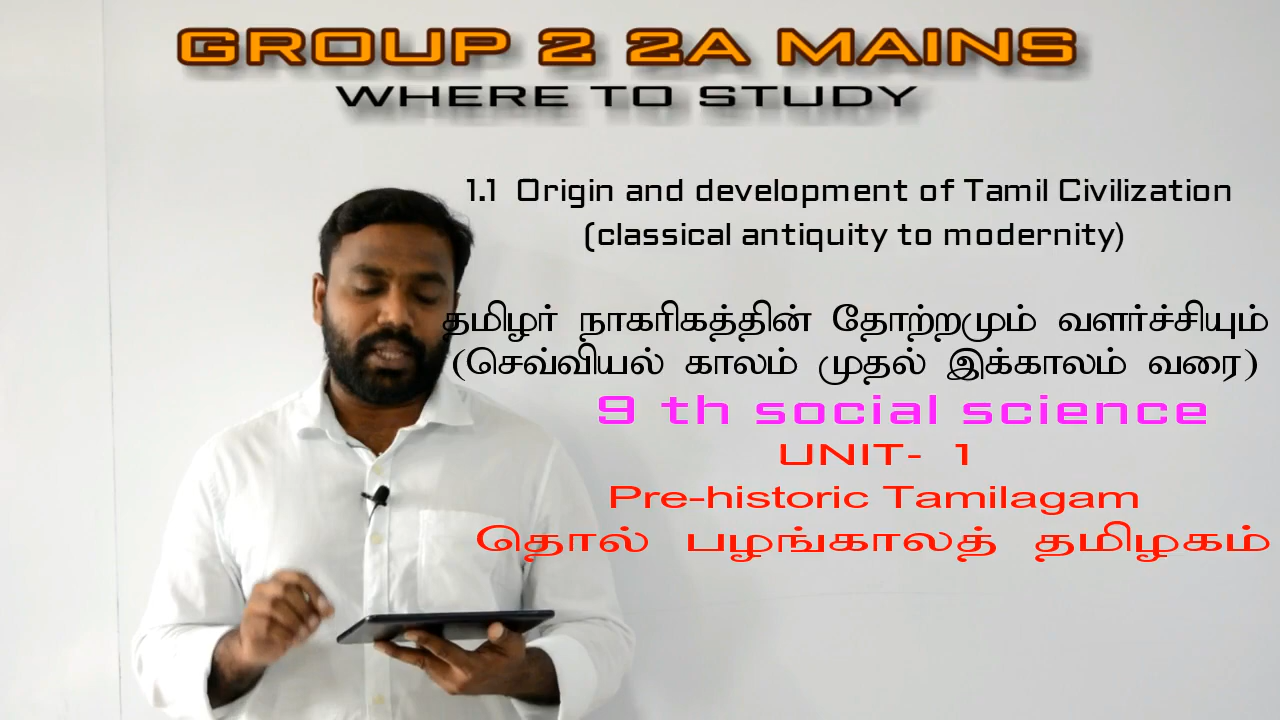 GROUP 2 2A MAINS
WHERE TO STUDY
1.1 Origin and development of Tamil Civilization
(classical antiquity to modernity)
தமிழர் நாகரிகத்தின் தோற்றமும் வளர்ச்சியும்
(செவ்வியல் காலம் முதல் இக்காலம் வரை)
9 th social science
UNIT- 1
Pre-historic Tamilagam
தொல் பழங்காலத் தமிழகம்